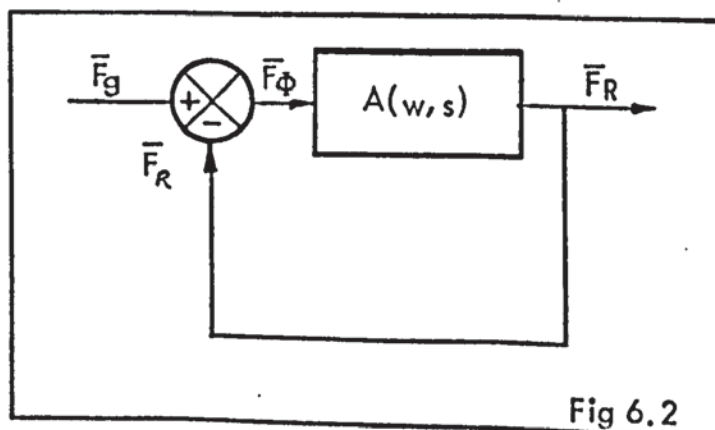 F̅g
+
−
F̅Φ
A(w,s)
F̅R
F̅R
Fig 6.2